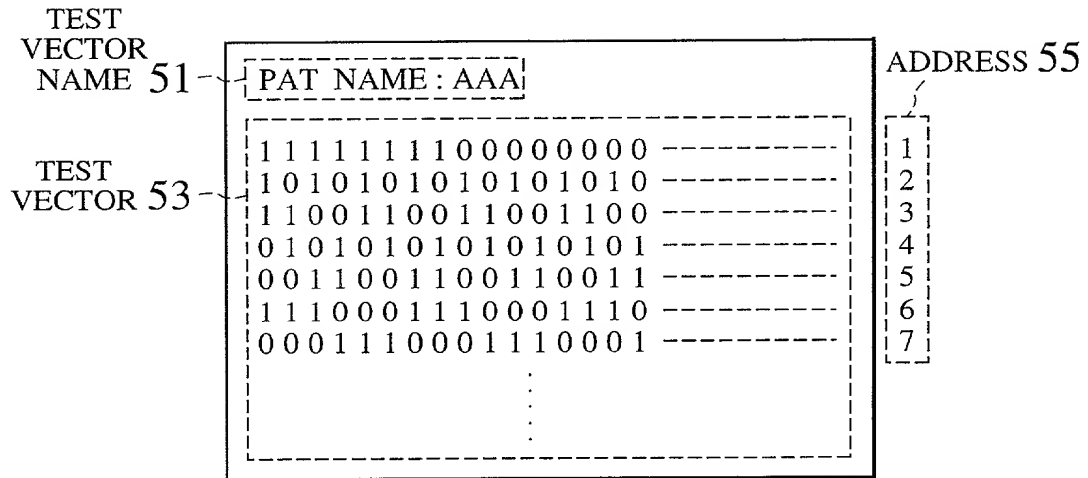 TEST
VECTOR
NAME 51
PAT NAME : AAA
ADDRESS 55
TEST
VECTOR 53
1 1 1 1 1 1 1 1 0 0 0 0 0 0 0 0 1
1 0 1 0 1 0 1 0 1 0 1 0 1 0 1 0 2
1 1 0 0 1 1 0 0 1 1 0 0 1 1 0 0 3
0 1 0 1 0 1 0 1 0 1 0 1 0 1 0 1 4
0 0 1 1 0 0 1 1 0 0 1 1 0 0 1 1 5
1 1 1 0 0 0 1 1 1 0 0 0 1 1 1 0 6
0 0 0 1 1 1 0 0 0 1 1 1 0 0 0 1 7